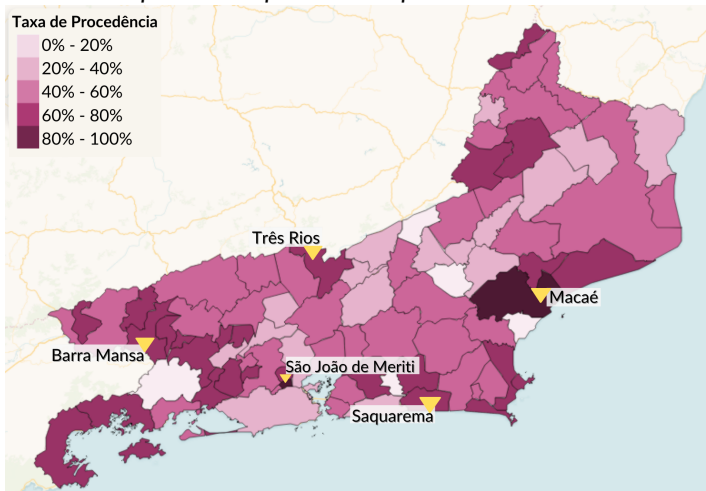 Taxa de Procedência
0% - 20%
20% - 40%
40% - 60%
60% - 80%
80% - 100%
Três Rios
Macaé
Barra Mansa
São João de Meriti
Saquarema